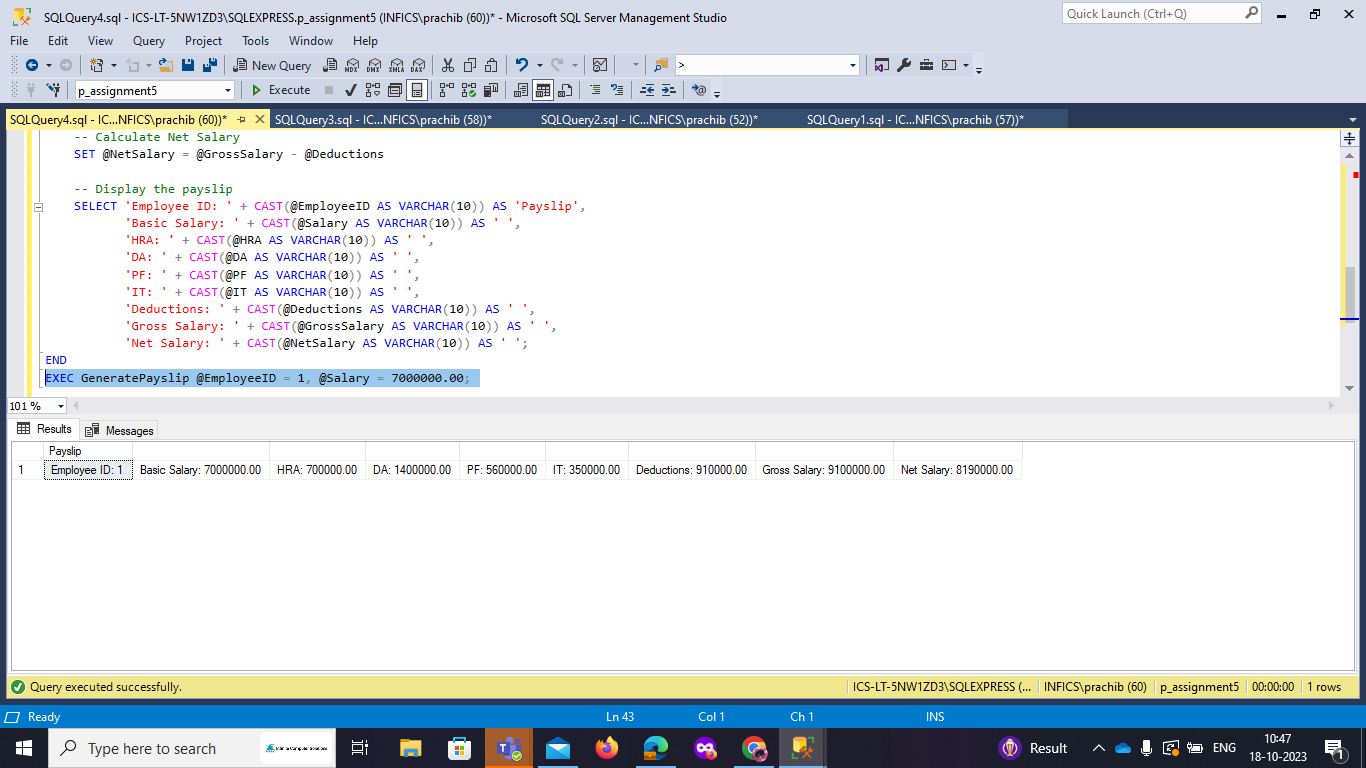 SQLQuery4.sql - ICS-LT-5NW1ZD3\SQLEXPRESS.p_assignment5 (INFICS\prachib (60))* - Microsoft SQL Server Management Studio
Quick Launch (Ctrl+Q)
File Edit View Query Project Tools Window Help
New Query MDX DMX XMLA DAX >
p_assignment5 Execute
SQLQuery4.sql - IC...NFICS\prachib (60))* SQLQuery3.sql - IC...NFICS\prachib (58))* SQLQuery2.sql - IC...NFICS\prachib (52))* SQLQuery1.sql - IC...NFICS\prachib (57))*
-- Calculate Net Salary
SET @NetSalary = @GrossSalary - @Deductions
-- Display the payslip
SELECT 'Employee ID: ' + CAST(@EmployeeID AS VARCHAR(10)) AS 'Payslip',
'Basic Salary: ' + CAST(@Salary AS VARCHAR(10)) AS ' ',
'HRA: ' + CAST(@HRA AS VARCHAR(10)) AS ' ',
'DA: ' + CAST(@DA AS VARCHAR(10)) AS ' ',
'PF: ' + CAST(@PF AS VARCHAR(10)) AS ' ',
'IT: ' + CAST(@IT AS VARCHAR(10)) AS ' ',
'Deductions: ' + CAST(@Deductions AS VARCHAR(10)) AS ' ',
'Gross Salary: ' + CAST(@GrossSalary AS VARCHAR(10)) AS ' ',
'Net Salary: ' + CAST(@NetSalary AS VARCHAR(10)) AS ' ';
END
EXEC GeneratePayslip @EmployeeID = 1, @Salary = 7000000.00;
101 %
Results Messages
Payslip
1 Employee ID: 1 Basic Salary: 7000000.00 HRA: 700000.00 DA: 1400000.00 PF: 560000.00 IT: 350000.00 Deductions: 910000.00 Gross Salary: 9100000.00 Net Salary: 8190000.00
Query executed successfully. ICS-LT-5NW1ZD3\SQLEXPRESS (... INFICS\prachib (60) p_assignment5 00:00:00 1 rows
Ready Ln 43 Col 1 Ch 1 INS
Type here to search Infinite Computer Solutions Result ENG 10:47
18-10-2023 1